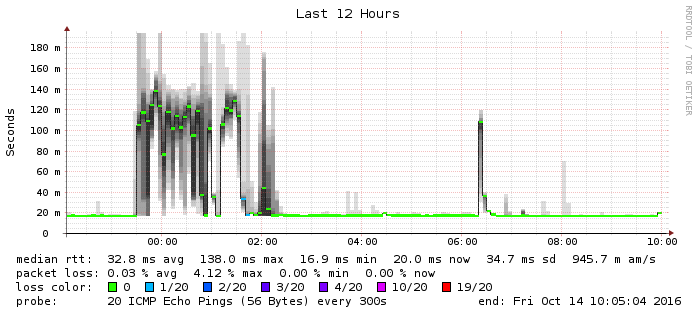 Last 12 Hours
RRDTOOL / TOBI OETIKER
Seconds
180 m
160 m
140 m
120 m
100 m
80 m
60 m
40 m
20 m
0
00:00 02:00 04:00 06:00 08:00 10:00
median rtt: 32.8 ms avg 138.0 ms max 16.9 ms min 20.0 ms now 34.7 ms sd 945.7 m am/s
packet loss: 0.03 % avg 4.12 % max 0.00 % min 0.00 % now
loss color: 0 1/20 2/20 3/20 4/20 10/20 19/20
probe: 20 ICMP Echo Pings (56 Bytes) every 300s end: Fri Oct 14 10:05:04 2016